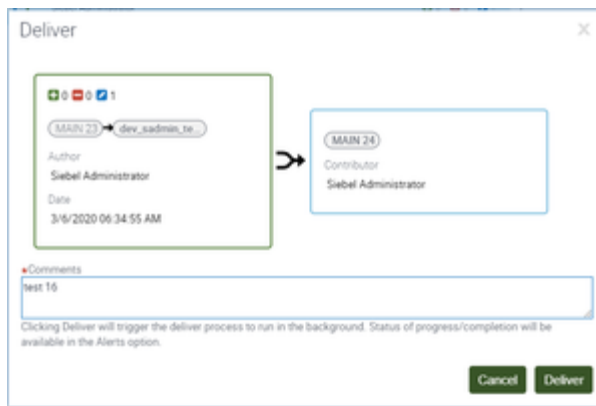 Deliver
0 0 1
MAIN 23 dev_sadmin_te...
Author
Siebel Administrator
Date
3/6/2020 06:34:55 AM
MAIN 24
Contributor
Siebel Administrator
*Comments
test 16
Clicking Deliver will trigger the deliver process to run in the background. Status of progress/completion will be
available in the Alerts option.
Cancel Deliver